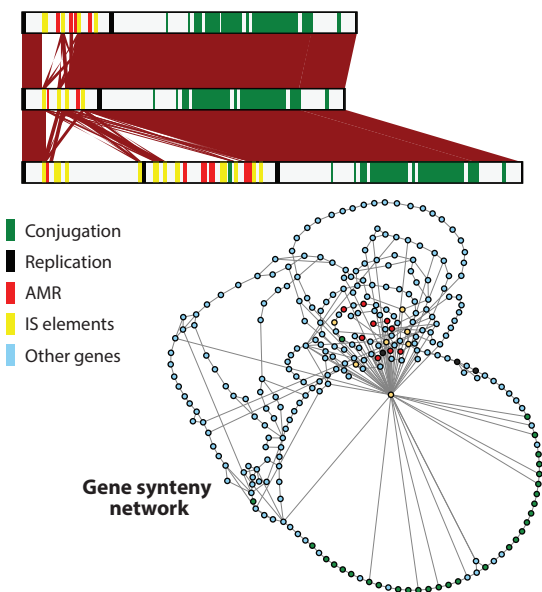 Conjugation
Replication
AMR
IS elements
Other genes
Gene synteny
network